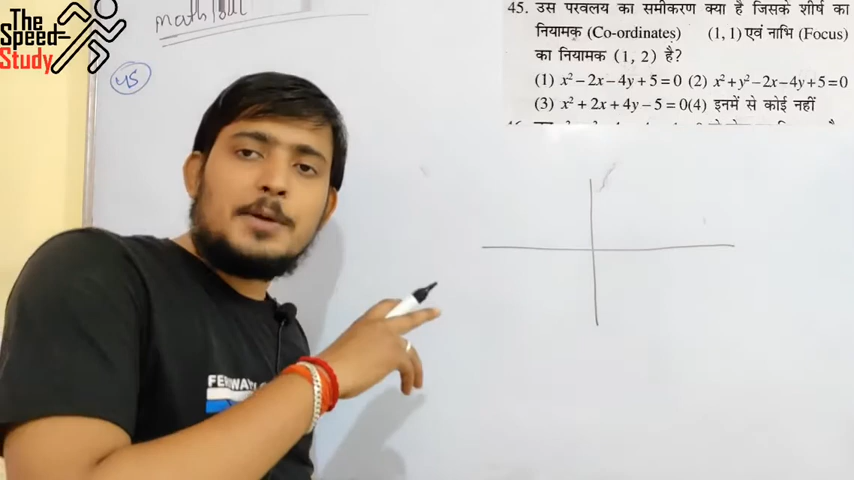 The
Speed
Study
45
45. उस परवलय का समीकरण क्या है जिसके शीर्ष का
नियामक (Co-ordinates) (1, 1) एवं नाभि (Focus)
का नियामक (1, 2) है?
(1) x² − 2x − 4y + 5 = 0 (2) x² + y² − 2x − 4y + 5 = 0
(3) x² + 2x + 4y − 5 = 0 (4) इनमें से कोई नहीं